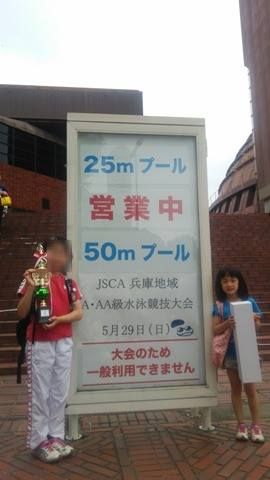 25m プール
営業中
50m プール
JSCA 兵庫地域
A・AA級水泳競技大会
5月29日(日)
大会のため
一般利用できません